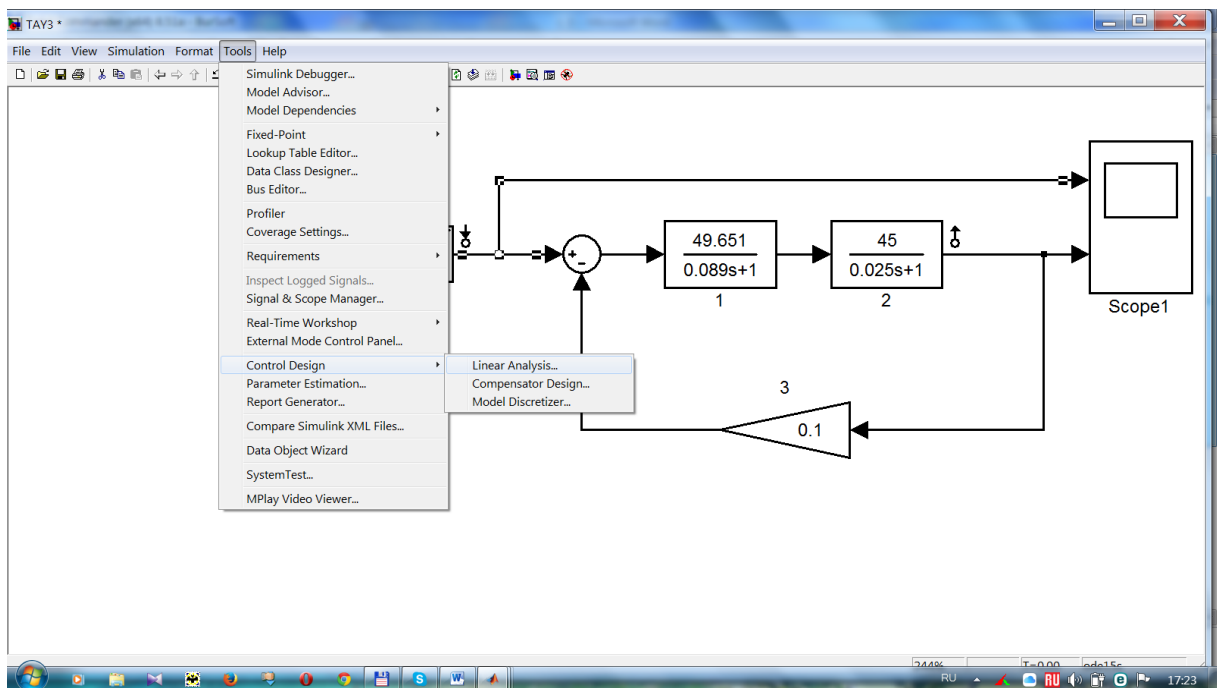 TAY3 *
File Edit View Simulation Format Tools Help
Simulink Debugger...
Model Advisor...
Model Dependencies
Fixed-Point
Lookup Table Editor...
Data Class Designer...
Bus Editor...
Profiler
Coverage Settings...
Requirements
Inspect Logged Signals...
Signal & Scope Manager...
Real-Time Workshop
External Mode Control Panel...
Control Design
Parameter Estimation...
Report Generator...
Compare Simulink XML Files...
Data Object Wizard
SystemTest...
MPlay Video Viewer...
Linear Analysis...
Compensator Design...
Model Discretizer...
49.651
0.089s+1
1
45
0.025s+1
2
Scope1
3
0.1
244% T=0.00 ode15s
RU RU 17:23